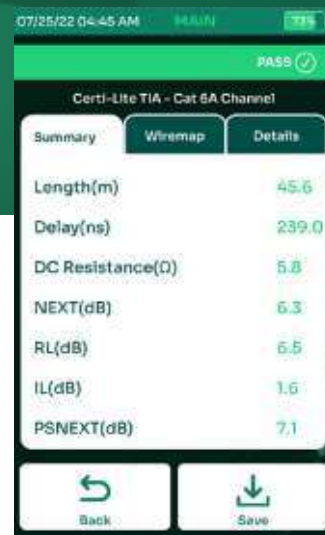 07/25/22 04:45 AM MAIN
PASS
Certi-Lite TIA - Cat 6A Channel
Summary Wiremap Details
Length(m) 45.6
Delay(ns) 239.0
DC Resistance(Ω) 5.8
NEXT(dB) 6.3
RL(dB) 6.5
IL(dB) 1.6
PSNEXT(dB) 7.1
Back Save